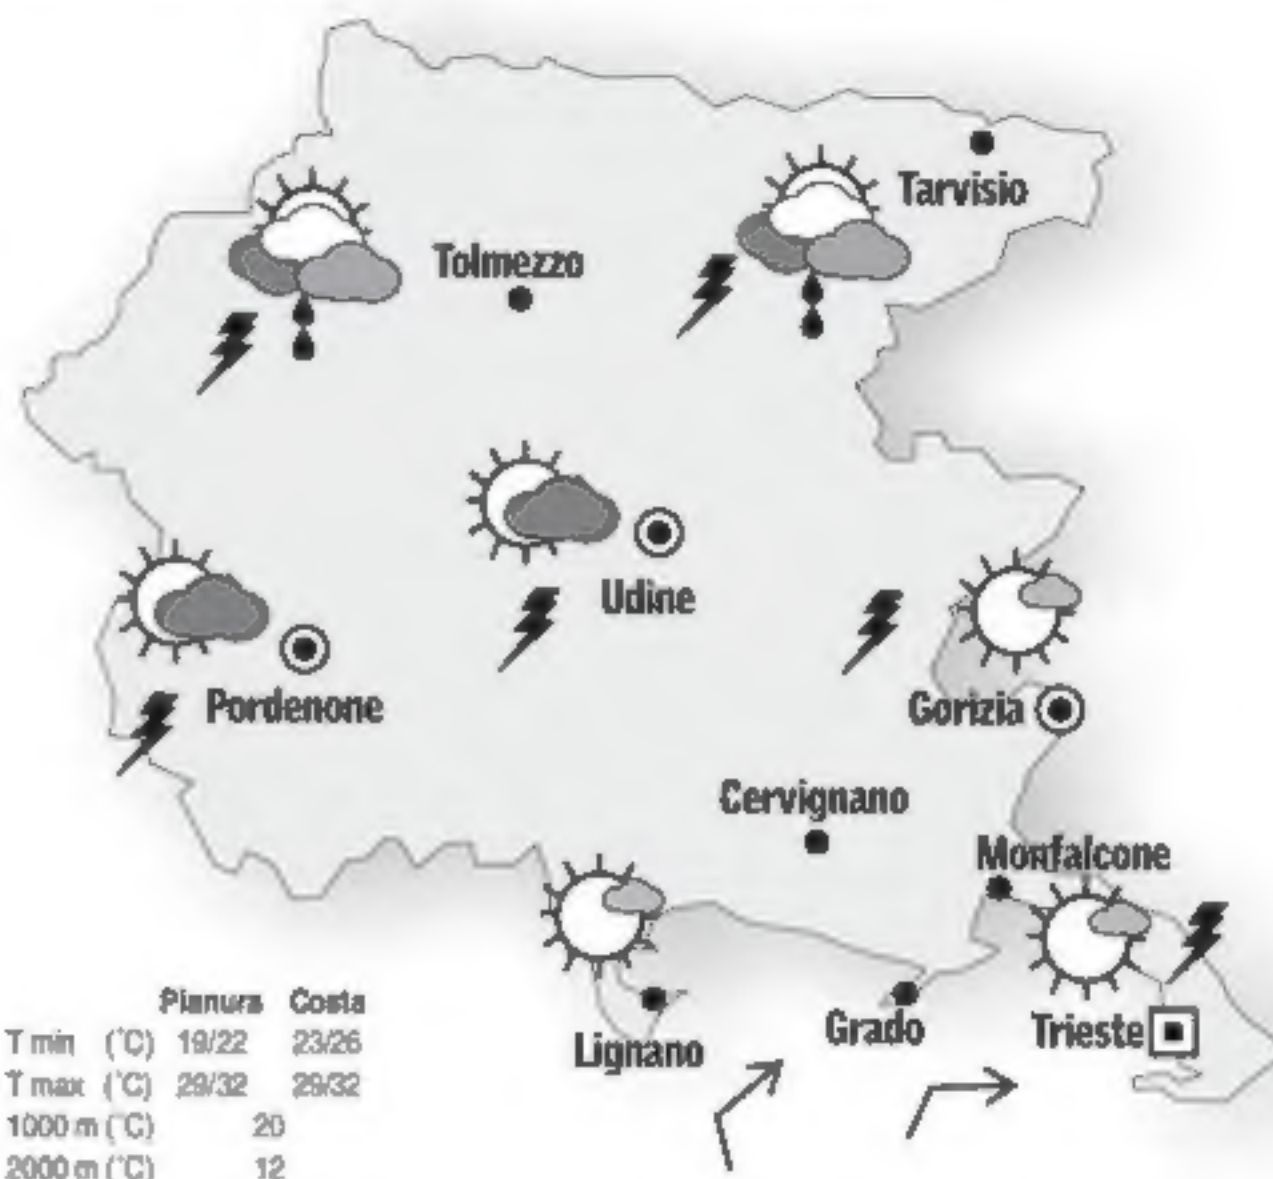 Tarvisio
Tolmezzo
Udine
Pordenone
Gorizia
Cervignano
Monfalcone
Grado
Trieste
Lignano
Pianura Costa
T min (°C) 19/22 23/26
T max (°C) 29/32 29/32
1000 m (°C) 20
2000 m (°C) 12